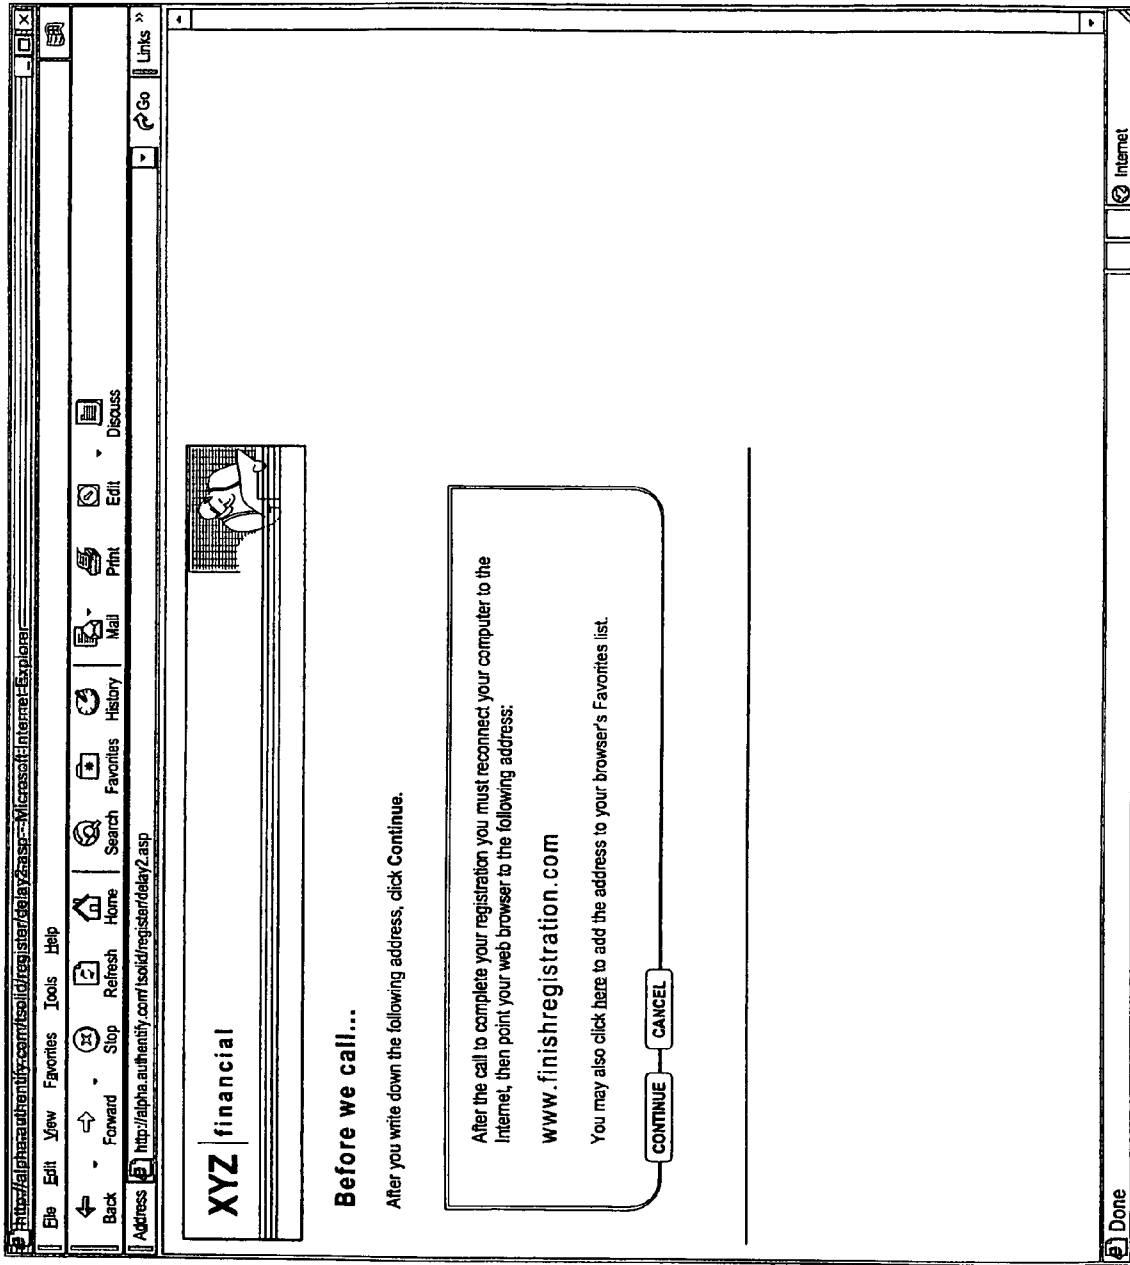 http://alpha.authentify.com/tsolid/register/delay2.asp--Microsoft-Internet-Explorer
File Edit View Favorites Tools Help
Back Forward Stop Refresh Home Search Favorites History Mail Print Edit Discuss
Address http://alpha.authentify.com/tsolid/register/delay2.asp Go Links »
XYZ financial
Before we call...
After you write down the following address, click Continue.
After the call to complete your registration you must reconnect your computer to the
Internet, then point your web browser to the following address:
www.finishregistration.com
You may also click here to add the address to your browser's Favorites list.
CONTINUE CANCEL
Done Internet